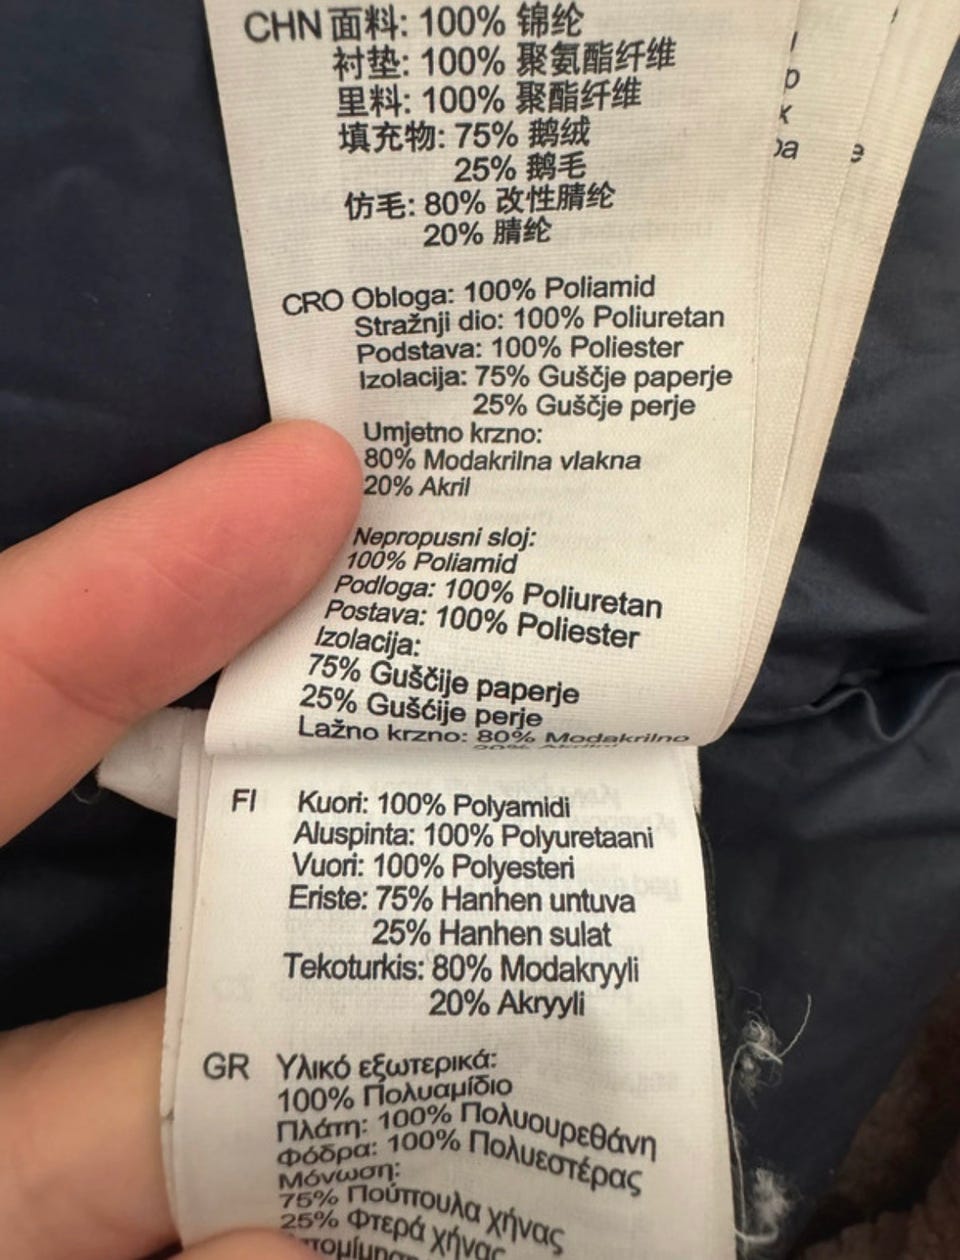 CHN 面料: 100% 锦纶
衬垫: 100% 聚氨酯纤维
里料: 100% 聚酯纤维
填充物: 75% 鹅绒
25% 鹅毛
仿毛: 80% 改性腈纶
20% 腈纶
CRO Obloga: 100% Poliamid
Stražnji dio: 100% Poliuretan
Podstava: 100% Poliester
Izolacija: 75% Guščje paperje
25% Guščje perje
Umjetno krzno:
80% Modakrilna vlakna
20% Akril
Nepropusni sloj:
100% Poliamid
Podloga: 100% Poliuretan
Postava: 100% Poliester
Izolacija:
75% Guščije paperje
25% Guśćije perje
Lažno krzno: 80% Modakrilno
FI Kuori: 100% Polyamidi
Aluspinta: 100% Polyuretaani
Vuori: 100% Polyesteri
Eriste: 75% Hanhen untuva
25% Hanhen sulat
Tekoturkis: 80% Modakryyli
20% Akryyli
GR Υλικό εξωτερικά:
100% Πολυαμίδιο
Πλάτη: 100% Πολυουρεθάνη
Φόδρα: 100% Πολυεστέρας
Μόνωση:
75% Πούπουλα χήνας
25% Φτερά χήνας